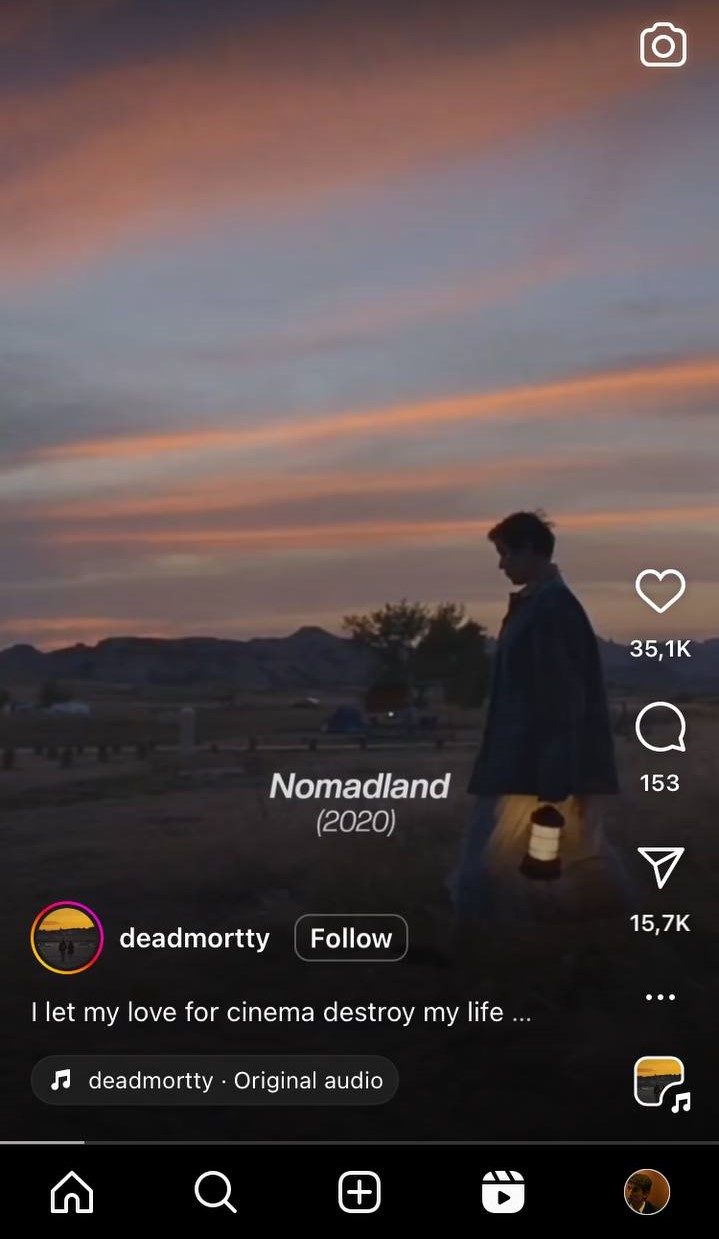 35,1K
153
Nomadland
(2020)
15,7K
deadmortty Follow
I let my love for cinema destroy my life ...
deadmortty · Original audio